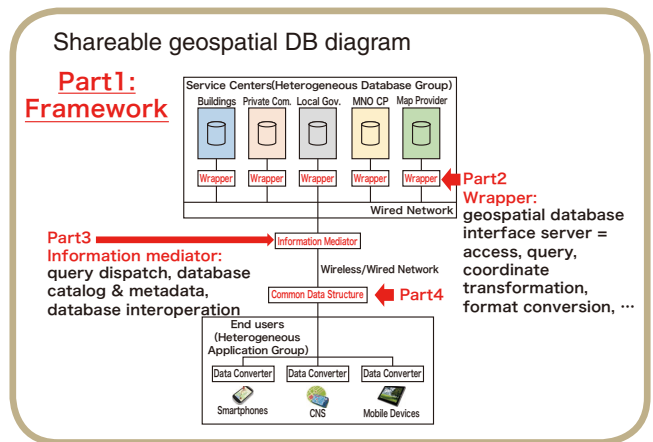 Shareable geospatial DB diagram
Part1:
Framework
Service Centers(Heterogeneous Database Group)
Buildings Private Com. Local Gov. MNO CP Map Provider
Wrapper Wrapper Wrapper Wrapper Wrapper
Wired Network
Part2
Wrapper:
geospatial database
interface server =
access, query,
coordinate
transformation,
format conversion, …
Part3
Information mediator:
query dispatch, database
catalog & metadata,
database interoperation
Information Mediator
Wireless/Wired Network
Common Data Structure
Part4
End users
(Heterogeneous
Application Group)
Data Converter Data Converter Data Converter
Smartphones CNS Mobile Devices